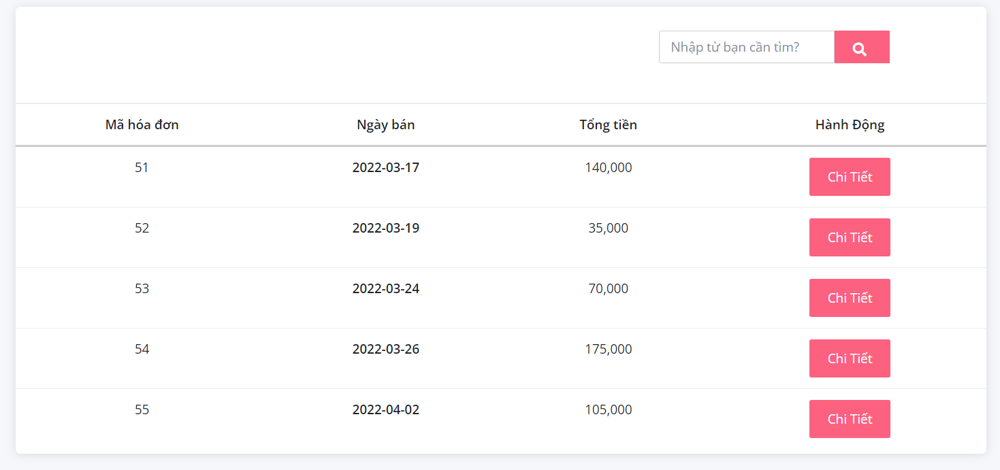 Nhập từ bạn cần tìm?
Mã hóa đơn Ngày bán Tổng tiền Hành Động
51 2022-03-17 140,000 Chi Tiết
52 2022-03-19 35,000 Chi Tiết
53 2022-03-24 70,000 Chi Tiết
54 2022-03-26 175,000 Chi Tiết
55 2022-04-02 105,000 Chi Tiết